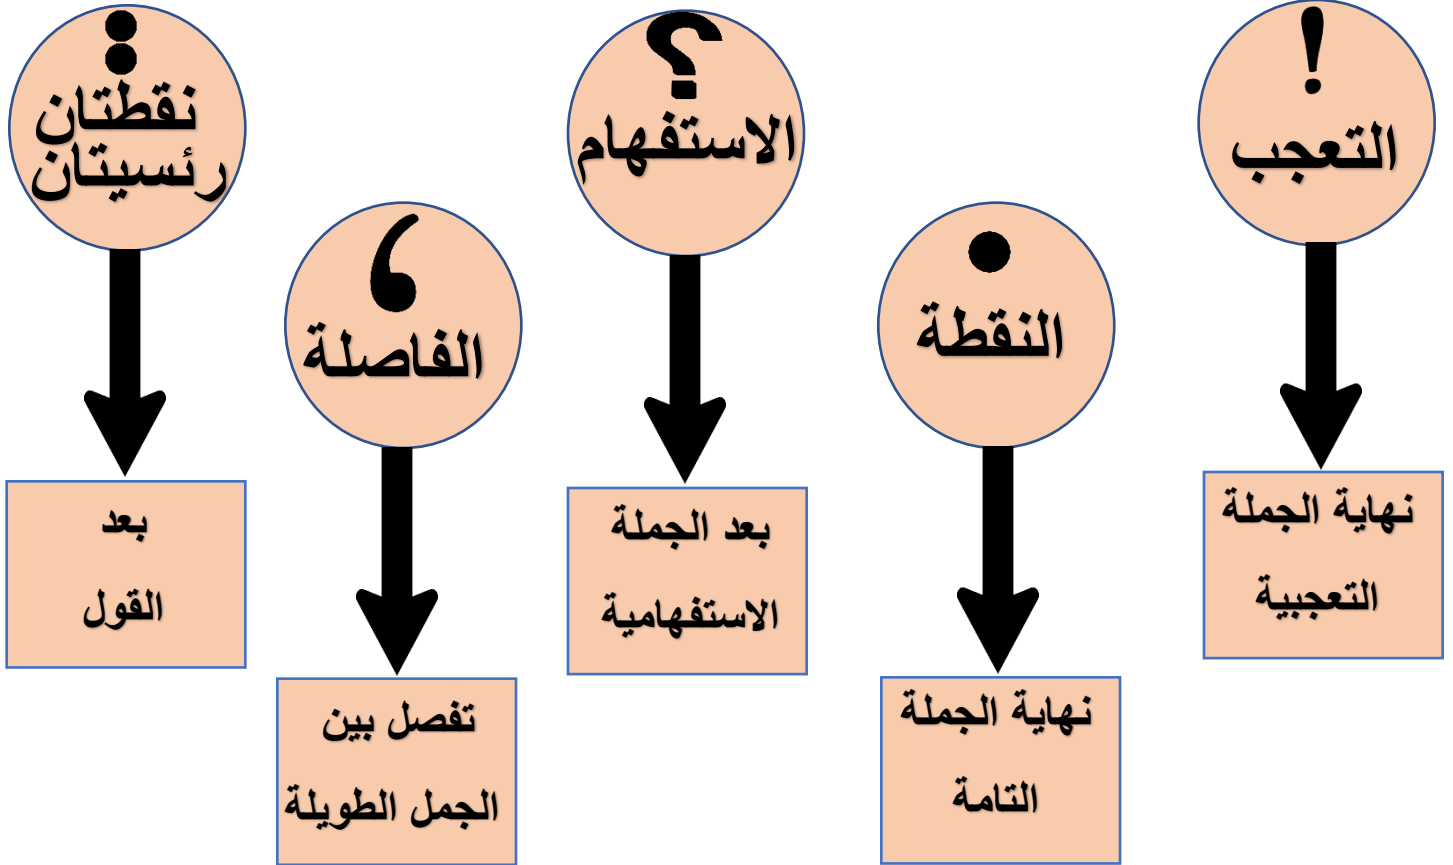 !
التعجب
نهاية الجملة
التعجبية
.
النقطة
نهاية الجملة
التامة
؟
الاستفهام
بعد الجملة
الاستفهامية
،
الفاصلة
تفصل بين
الجمل الطويلة
:
نقطتان
رئسيتان
بعد
القول